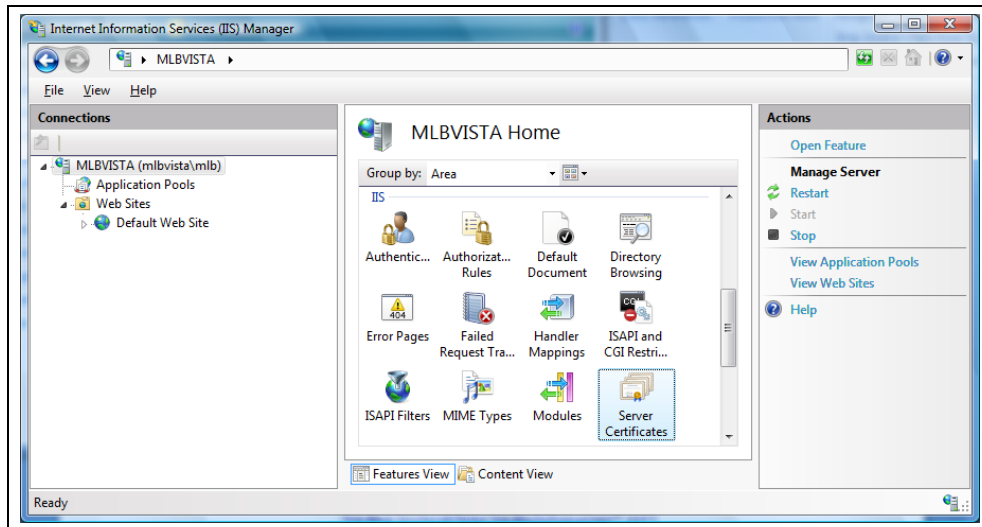 Internet Information Services (IIS) Manager
MLBVISTA
File View Help
Connections
MLBVISTA (mlbvista\mlb)
Application Pools
Web Sites
Default Web Site
MLBVISTA Home
Group by: Area
IIS
Authentic... Authorizat... Rules Default Document Directory Browsing
404
Error Pages Failed Request Tra... Handler Mappings ISAPI and CGI Restri...
CGI
ISAPI Filters MIME Types Modules Server Certificates
Features View Content View
Actions
Open Feature
Manage Server
Restart
Start
Stop
View Application Pools
View Web Sites
Help
Ready